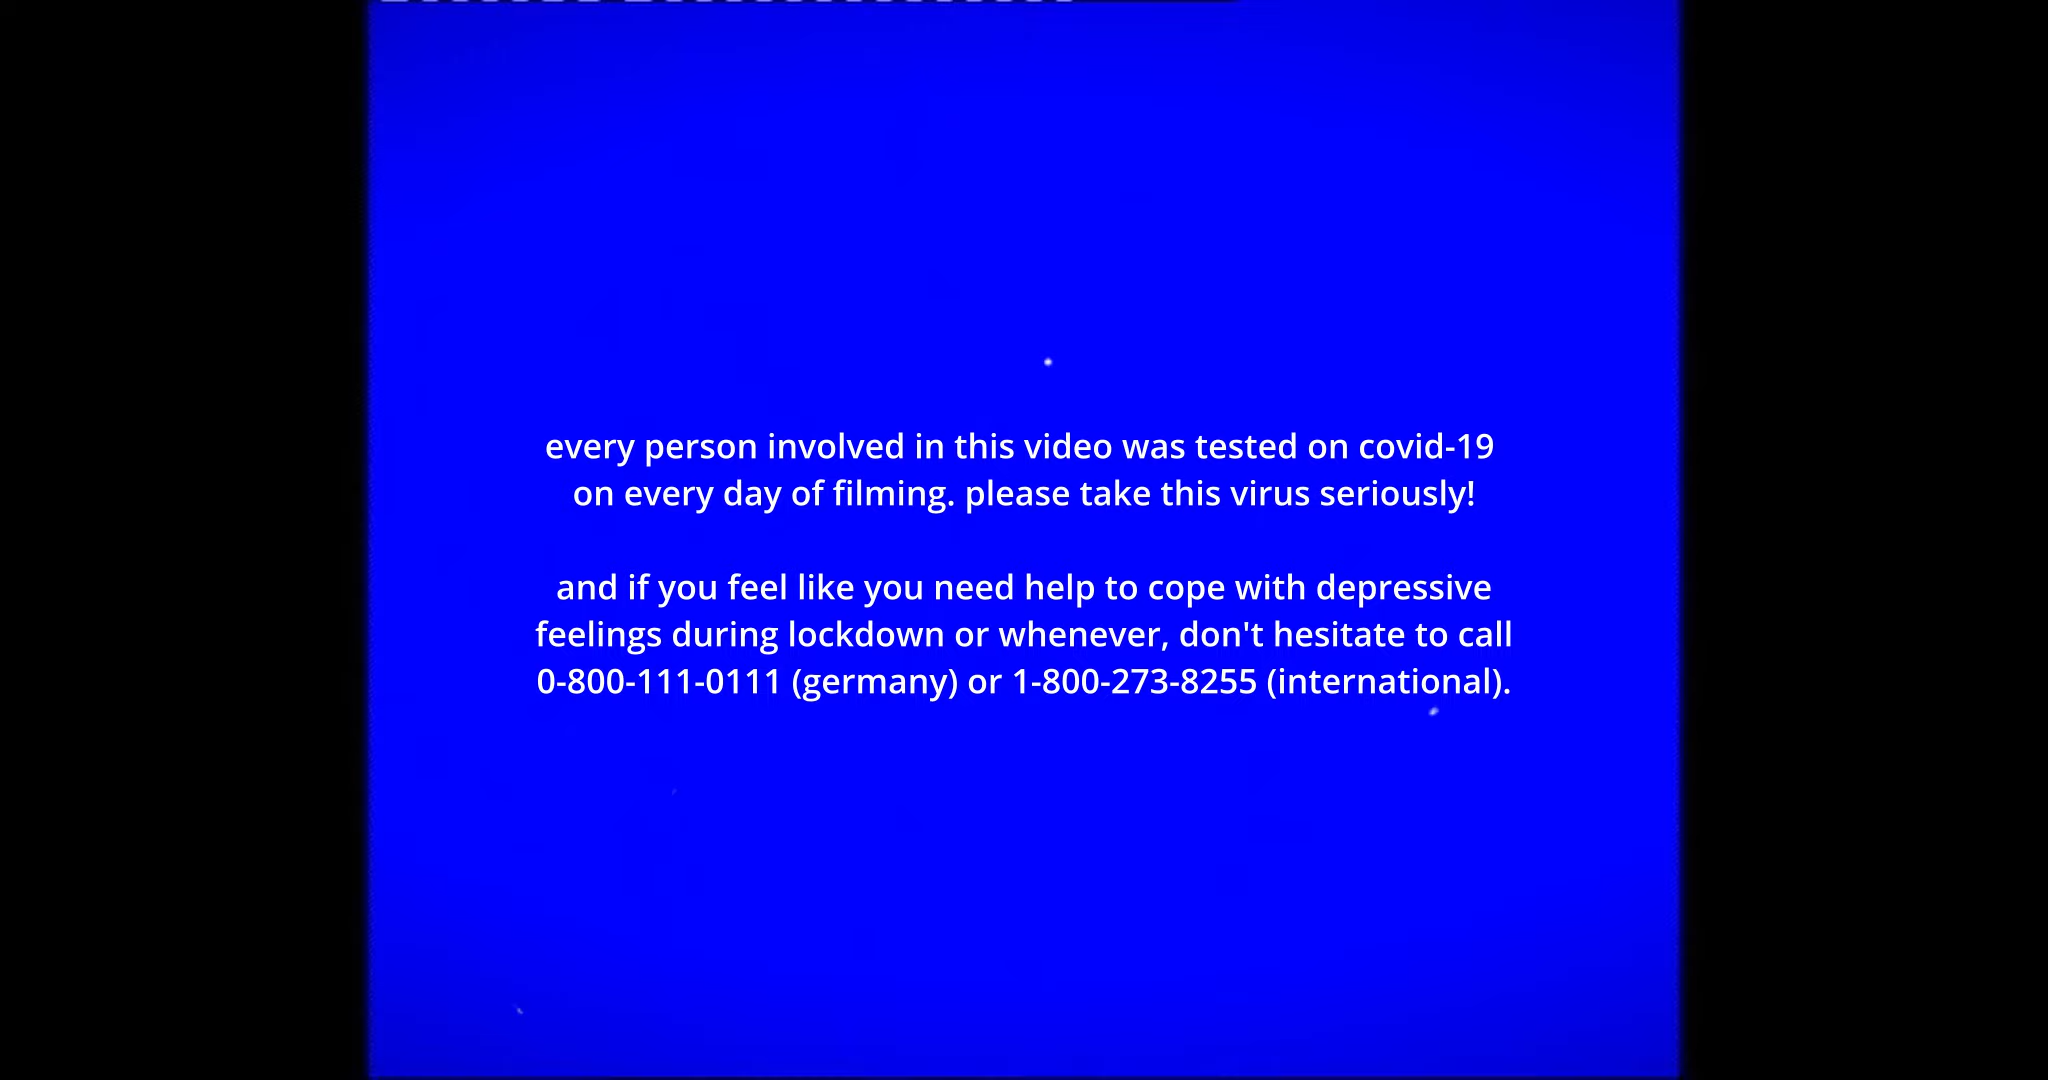 every person involved in this video was tested on covid-19
on every day of filming. please take this virus seriously!
and if you feel like you need help to cope with depressive
feelings during lockdown or whenever, don't hesitate to call
0-800-111-0111 (germany) or 1-800-273-8255 (international).